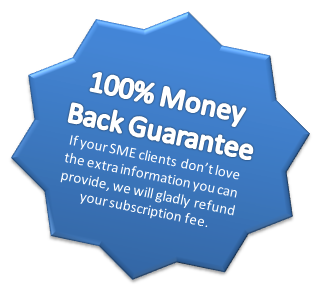 100% Money
Back Guarantee
If your SME clients don't love
the extra information you can
provide, we will gladly refund
your subscription fee.